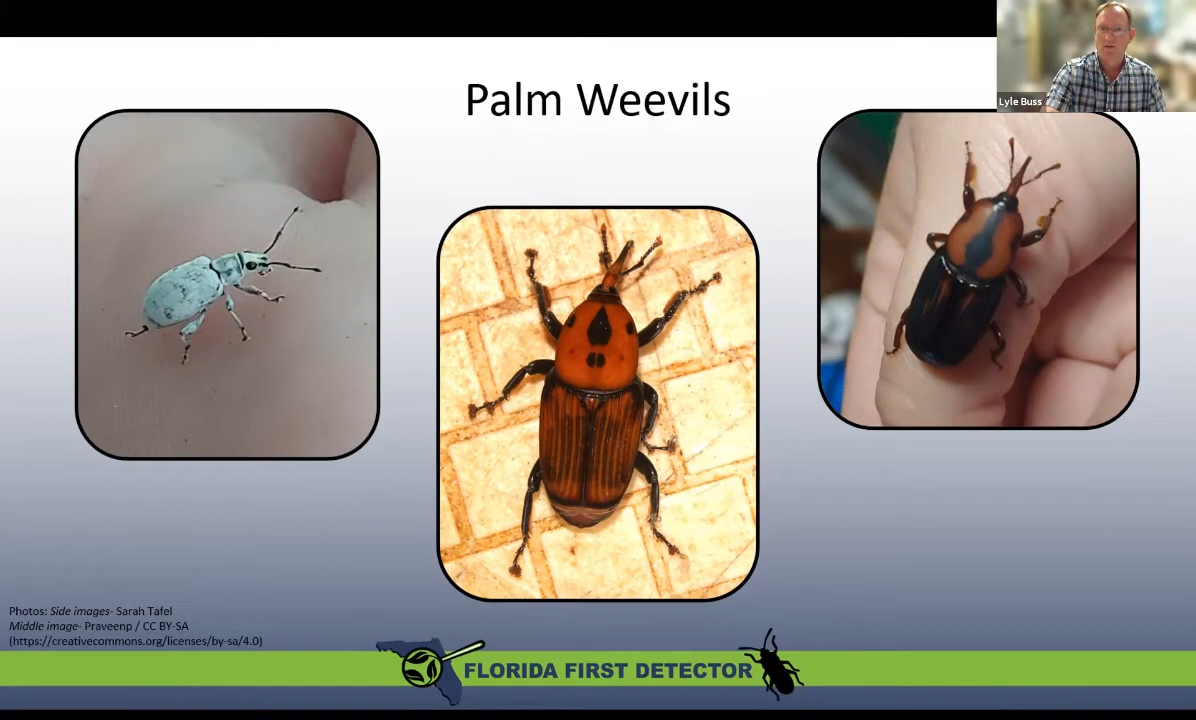 Palm Weevils
Lyle Buss
Photos: Side images- Sarah Tafel
Middle image- Praveenp / CC BY-SA
(https://creativecommons.org/licenses/by-sa/4.0)
FLORIDA FIRST DETECTOR